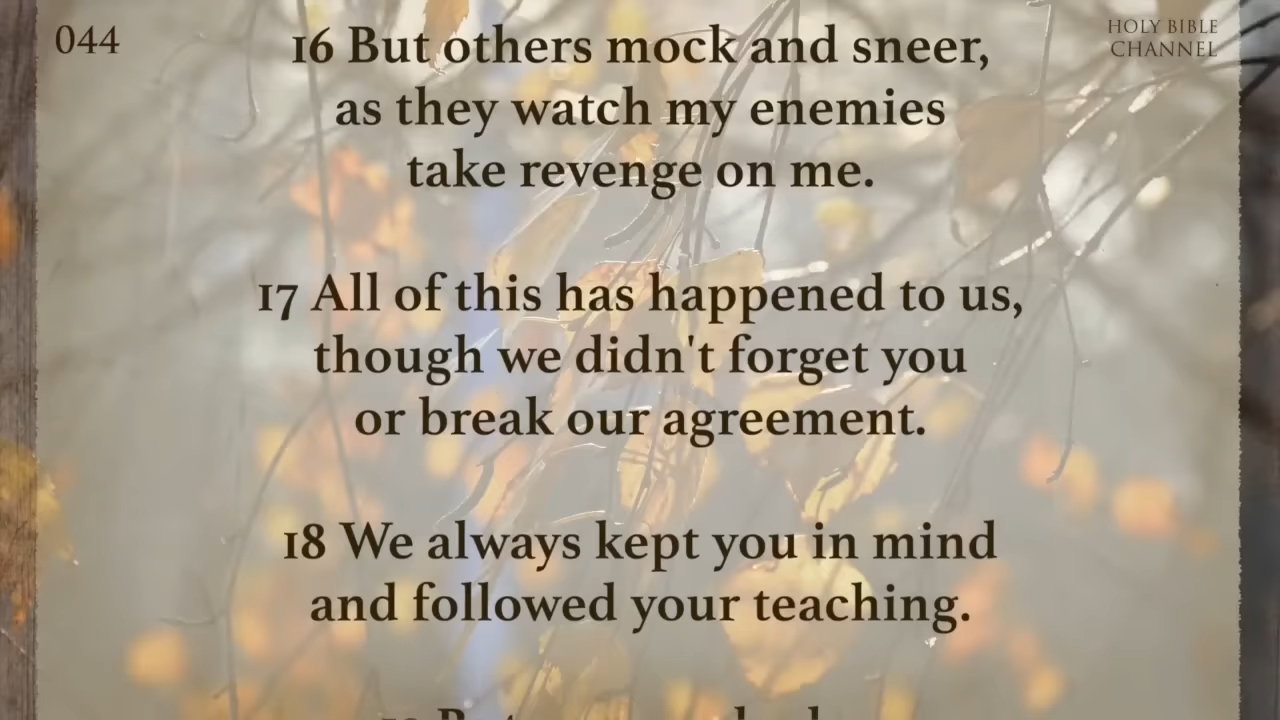 044
HOLY BIBLE
CHANNEL
16 But others mock and sneer,
as they watch my enemies
take revenge on me.
17 All of this has happened to us,
though we didn't forget you
or break our agreement.
18 We always kept you in mind
and followed your teaching.